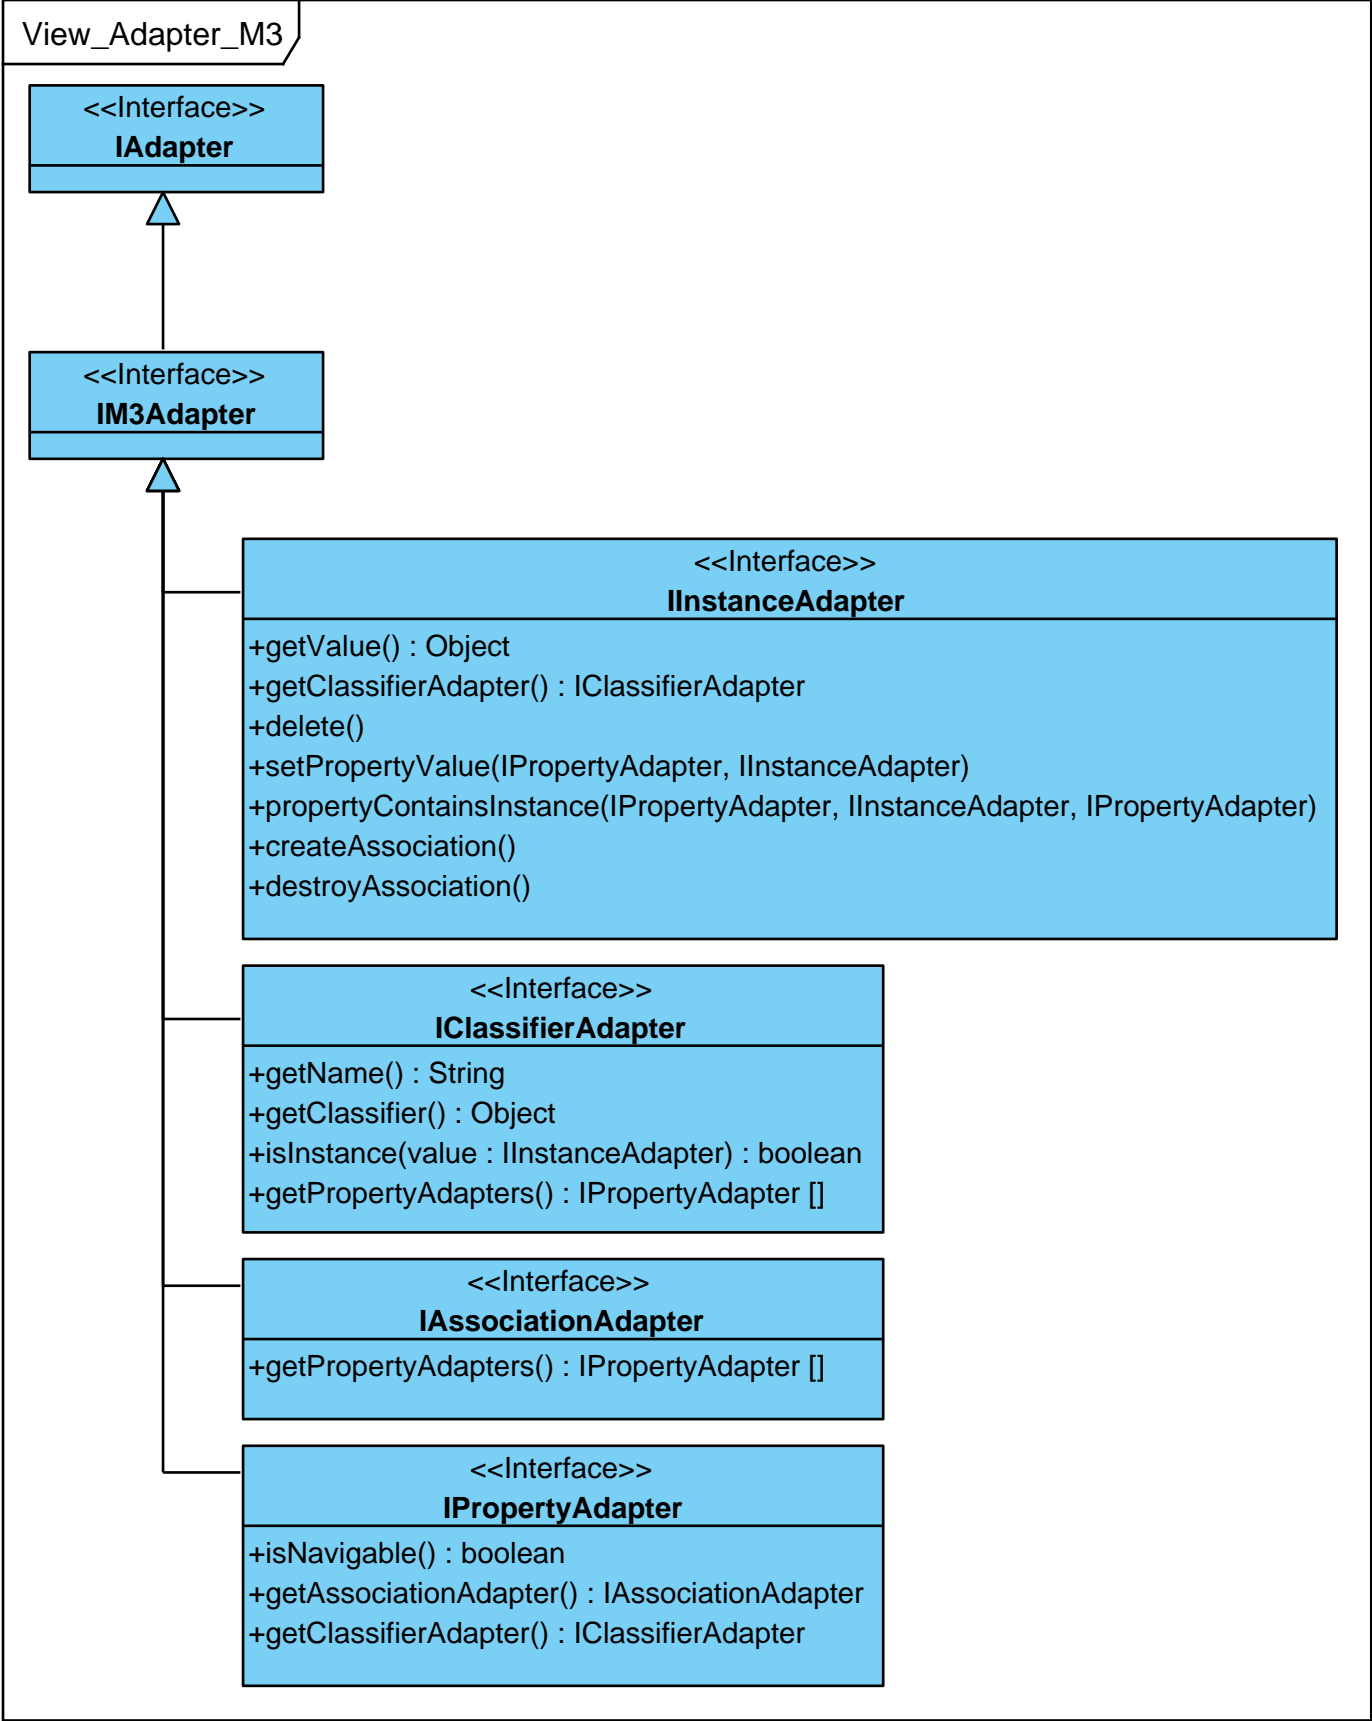 View_Adapter_M3
<<Interface>>
IAdapter
<<Interface>>
IM3Adapter
<<Interface>>
IInstanceAdapter
+getValue() : Object
+getClassifierAdapter() : IClassifierAdapter
+delete()
+setPropertyValue(IPropertyAdapter, IInstanceAdapter)
+propertyContainsInstance(IPropertyAdapter, IInstanceAdapter, IPropertyAdapter)
+createAssociation()
+destroyAssociation()
<<Interface>>
IClassifierAdapter
+getName() : String
+getClassifier() : Object
+isInstance(value : IInstanceAdapter) : boolean
+getPropertyAdapters() : IPropertyAdapter []
<<Interface>>
IAssociationAdapter
+getPropertyAdapters() : IPropertyAdapter []
<<Interface>>
IPropertyAdapter
+isNavigable() : boolean
+getAssociationAdapter() : IAssociationAdapter
+getClassifierAdapter() : IClassifierAdapter